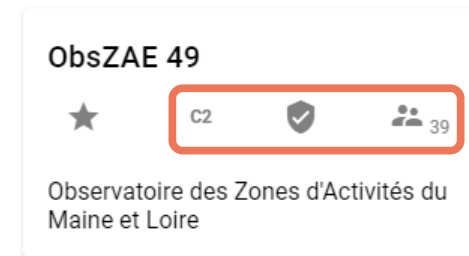 ObsZAE 49
C2 39
Observatoire des Zones d'Activités du
Maine et Loire